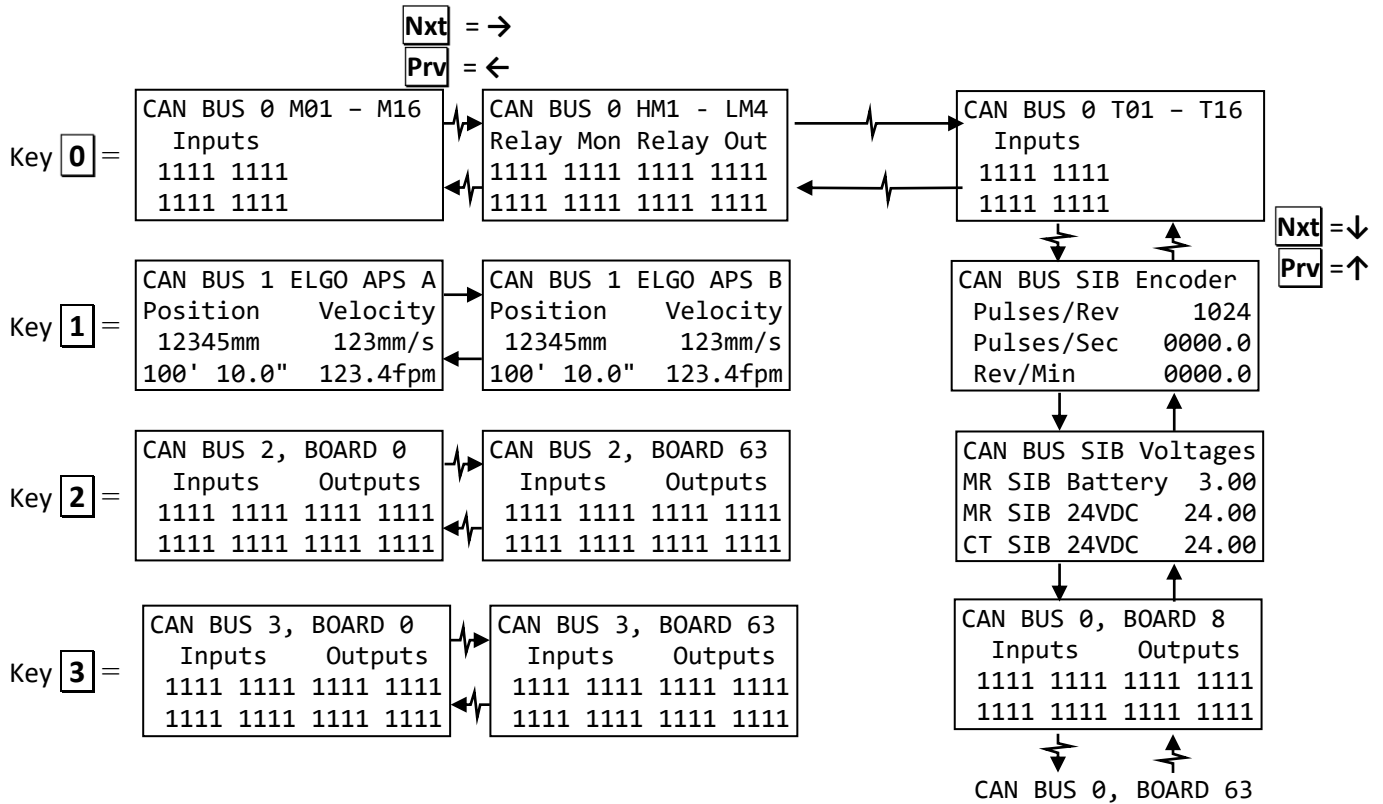 Nxt = →
Prv = ←
Key 0 =
CAN BUS 0 M01 – M16
Inputs
1111 1111
1111 1111
CAN BUS 0 HM1 - LM4
Relay Mon Relay Out
1111 1111 1111 1111
1111 1111 1111 1111
CAN BUS 0 T01 – T16
Inputs
1111 1111
1111 1111
Nxt =↓
Prv =↑
Key 1 =
CAN BUS 1 ELGO APS A
Position Velocity
12345mm 123mm/s
100' 10.0" 123.4fpm
CAN BUS 1 ELGO APS B
Position Velocity
12345mm 123mm/s
100' 10.0" 123.4fpm
CAN BUS SIB Encoder
Pulses/Rev 1024
Pulses/Sec 0000.0
Rev/Min 0000.0
Key 2 =
CAN BUS 2, BOARD 0
Inputs Outputs
1111 1111 1111 1111
1111 1111 1111 1111
CAN BUS 2, BOARD 63
Inputs Outputs
1111 1111 1111 1111
1111 1111 1111 1111
CAN BUS SIB Voltages
MR SIB Battery 3.00
MR SIB 24VDC 24.00
CT SIB 24VDC 24.00
Key 3 =
CAN BUS 3, BOARD 0
Inputs Outputs
1111 1111 1111 1111
1111 1111 1111 1111
CAN BUS 3, BOARD 63
Inputs Outputs
1111 1111 1111 1111
1111 1111 1111 1111
CAN BUS 0, BOARD 8
Inputs Outputs
1111 1111 1111 1111
1111 1111 1111 1111
CAN BUS 0, BOARD 63